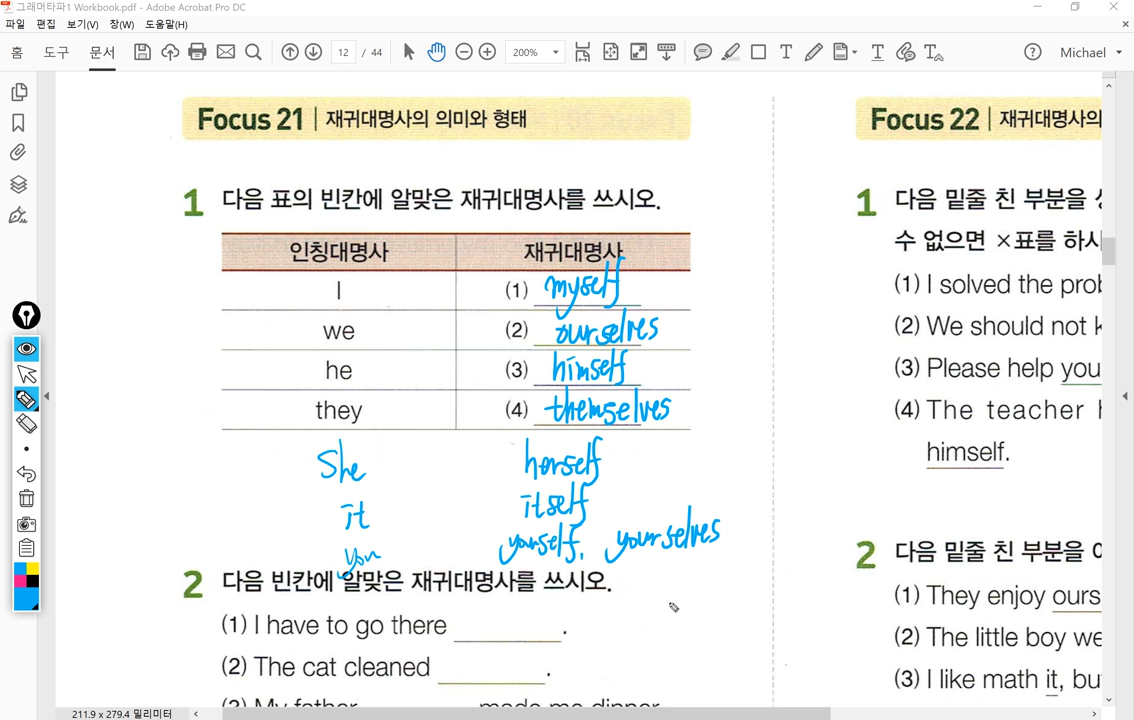 그래머타파1 Workbook.pdf - Adobe Acrobat Pro DC
파일 편집 보기(V) 창(W) 도움말(H)
홈 도구 문서 12 / 44 200% Michael
Focus 21 | 재귀대명사의 의미와 형태
1 다음 표의 빈칸에 알맞은 재귀대명사를 쓰시오.
인칭대명사 재귀대명사
I (1) myself
we (2) ourselves
he (3) himself
they (4) themselves
She herself
it itself
you yourself, yourselves
2 다음 빈칸에 알맞은 재귀대명사를 쓰시오.
(1) I have to go there .
(2) The cat cleaned .
(3) My father made me dinner
Focus 22 | 재귀대명사의
1 다음 밑줄 친 부분을
수 없으면 ×표를 하시
(1) I solved the prob
(2) We should not k
(3) Please help you
(4) The teacher h
himself.
2 다음 밑줄 친 부분을
(1) They enjoy ours
(2) The little boy we
(3) I like math it, bu
211.9 x 279.4 밀리미터